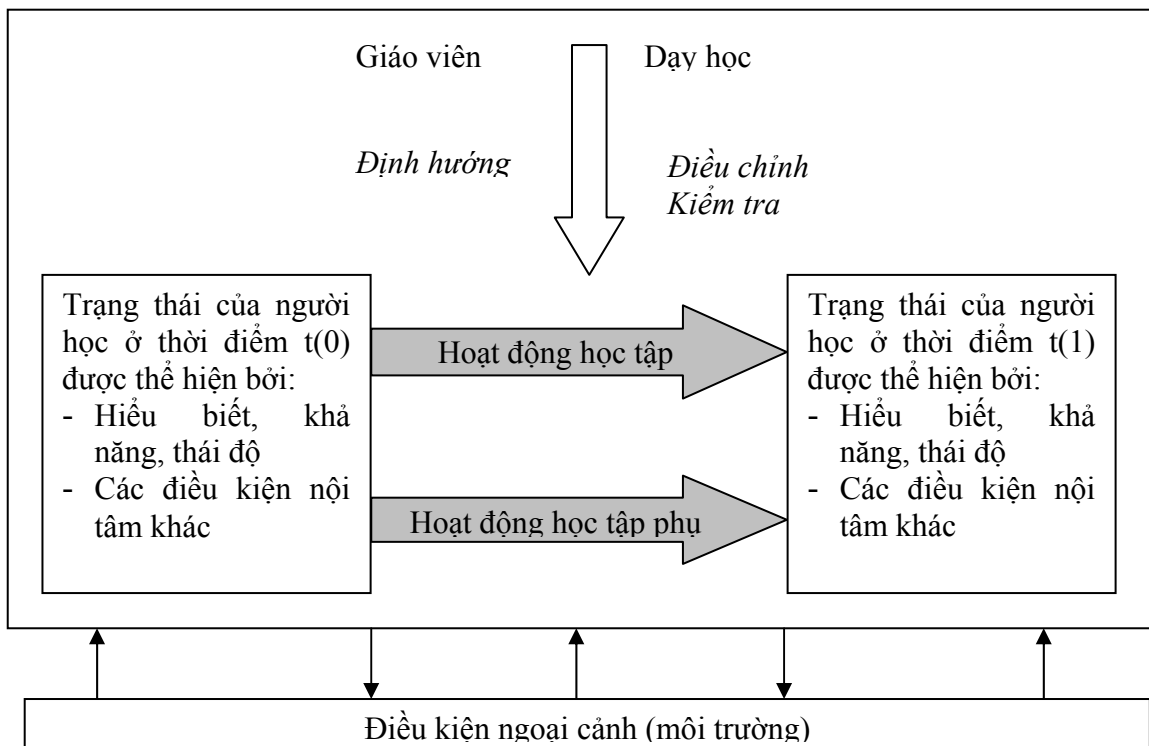 Giáo viên
Dạy học
Định hướng
Điều chỉnh
Kiểm tra
Trạng thái của người
học ở thời điểm t(0)
được thể hiện bởi:
- Hiểu biết, khả
năng, thái độ
- Các điều kiện nội
tâm khác
Hoạt động học tập
Hoạt động học tập phụ
Trạng thái của người
học ở thời điểm t(1)
được thể hiện bởi:
- Hiểu biết, khả
năng, thái độ
- Các điều kiện nội
tâm khác
Điều kiện ngoại cảnh (môi trường)